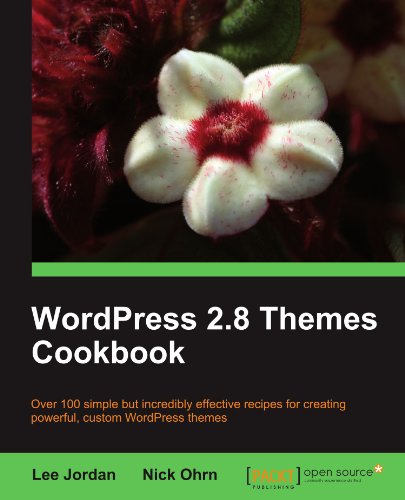 WordPress 2.8 Themes
Cookbook
Over 100 simple but incredibly effective recipes for creating
powerful, custom WordPress themes
Lee Jordan Nick Ohrn
[PACKT] open source*
PUBLISHING community experience distilled